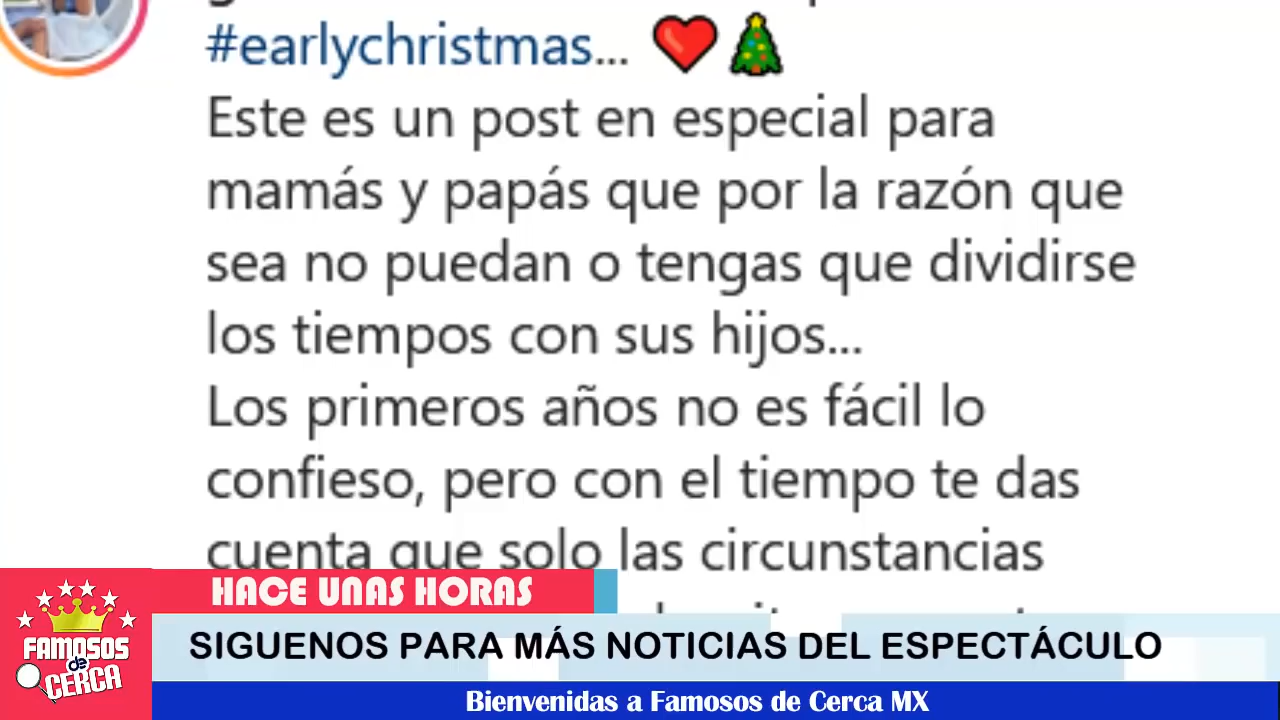 #earlychristmas... ❤️🎄
Este es un post en especial para
mamás y papás que por la razón que
sea no puedan o tengas que dividirse
los tiempos con sus hijos...
Los primeros años no es fácil lo
confieso, pero con el tiempo te das
cuenta que solo las circunstancias
HACE UNAS HORAS
FAMOSOS
de
CERCA
SIGUENOS PARA MÁS NOTICIAS DEL ESPECTÁCULO
Bienvenidas a Famosos de Cerca MX